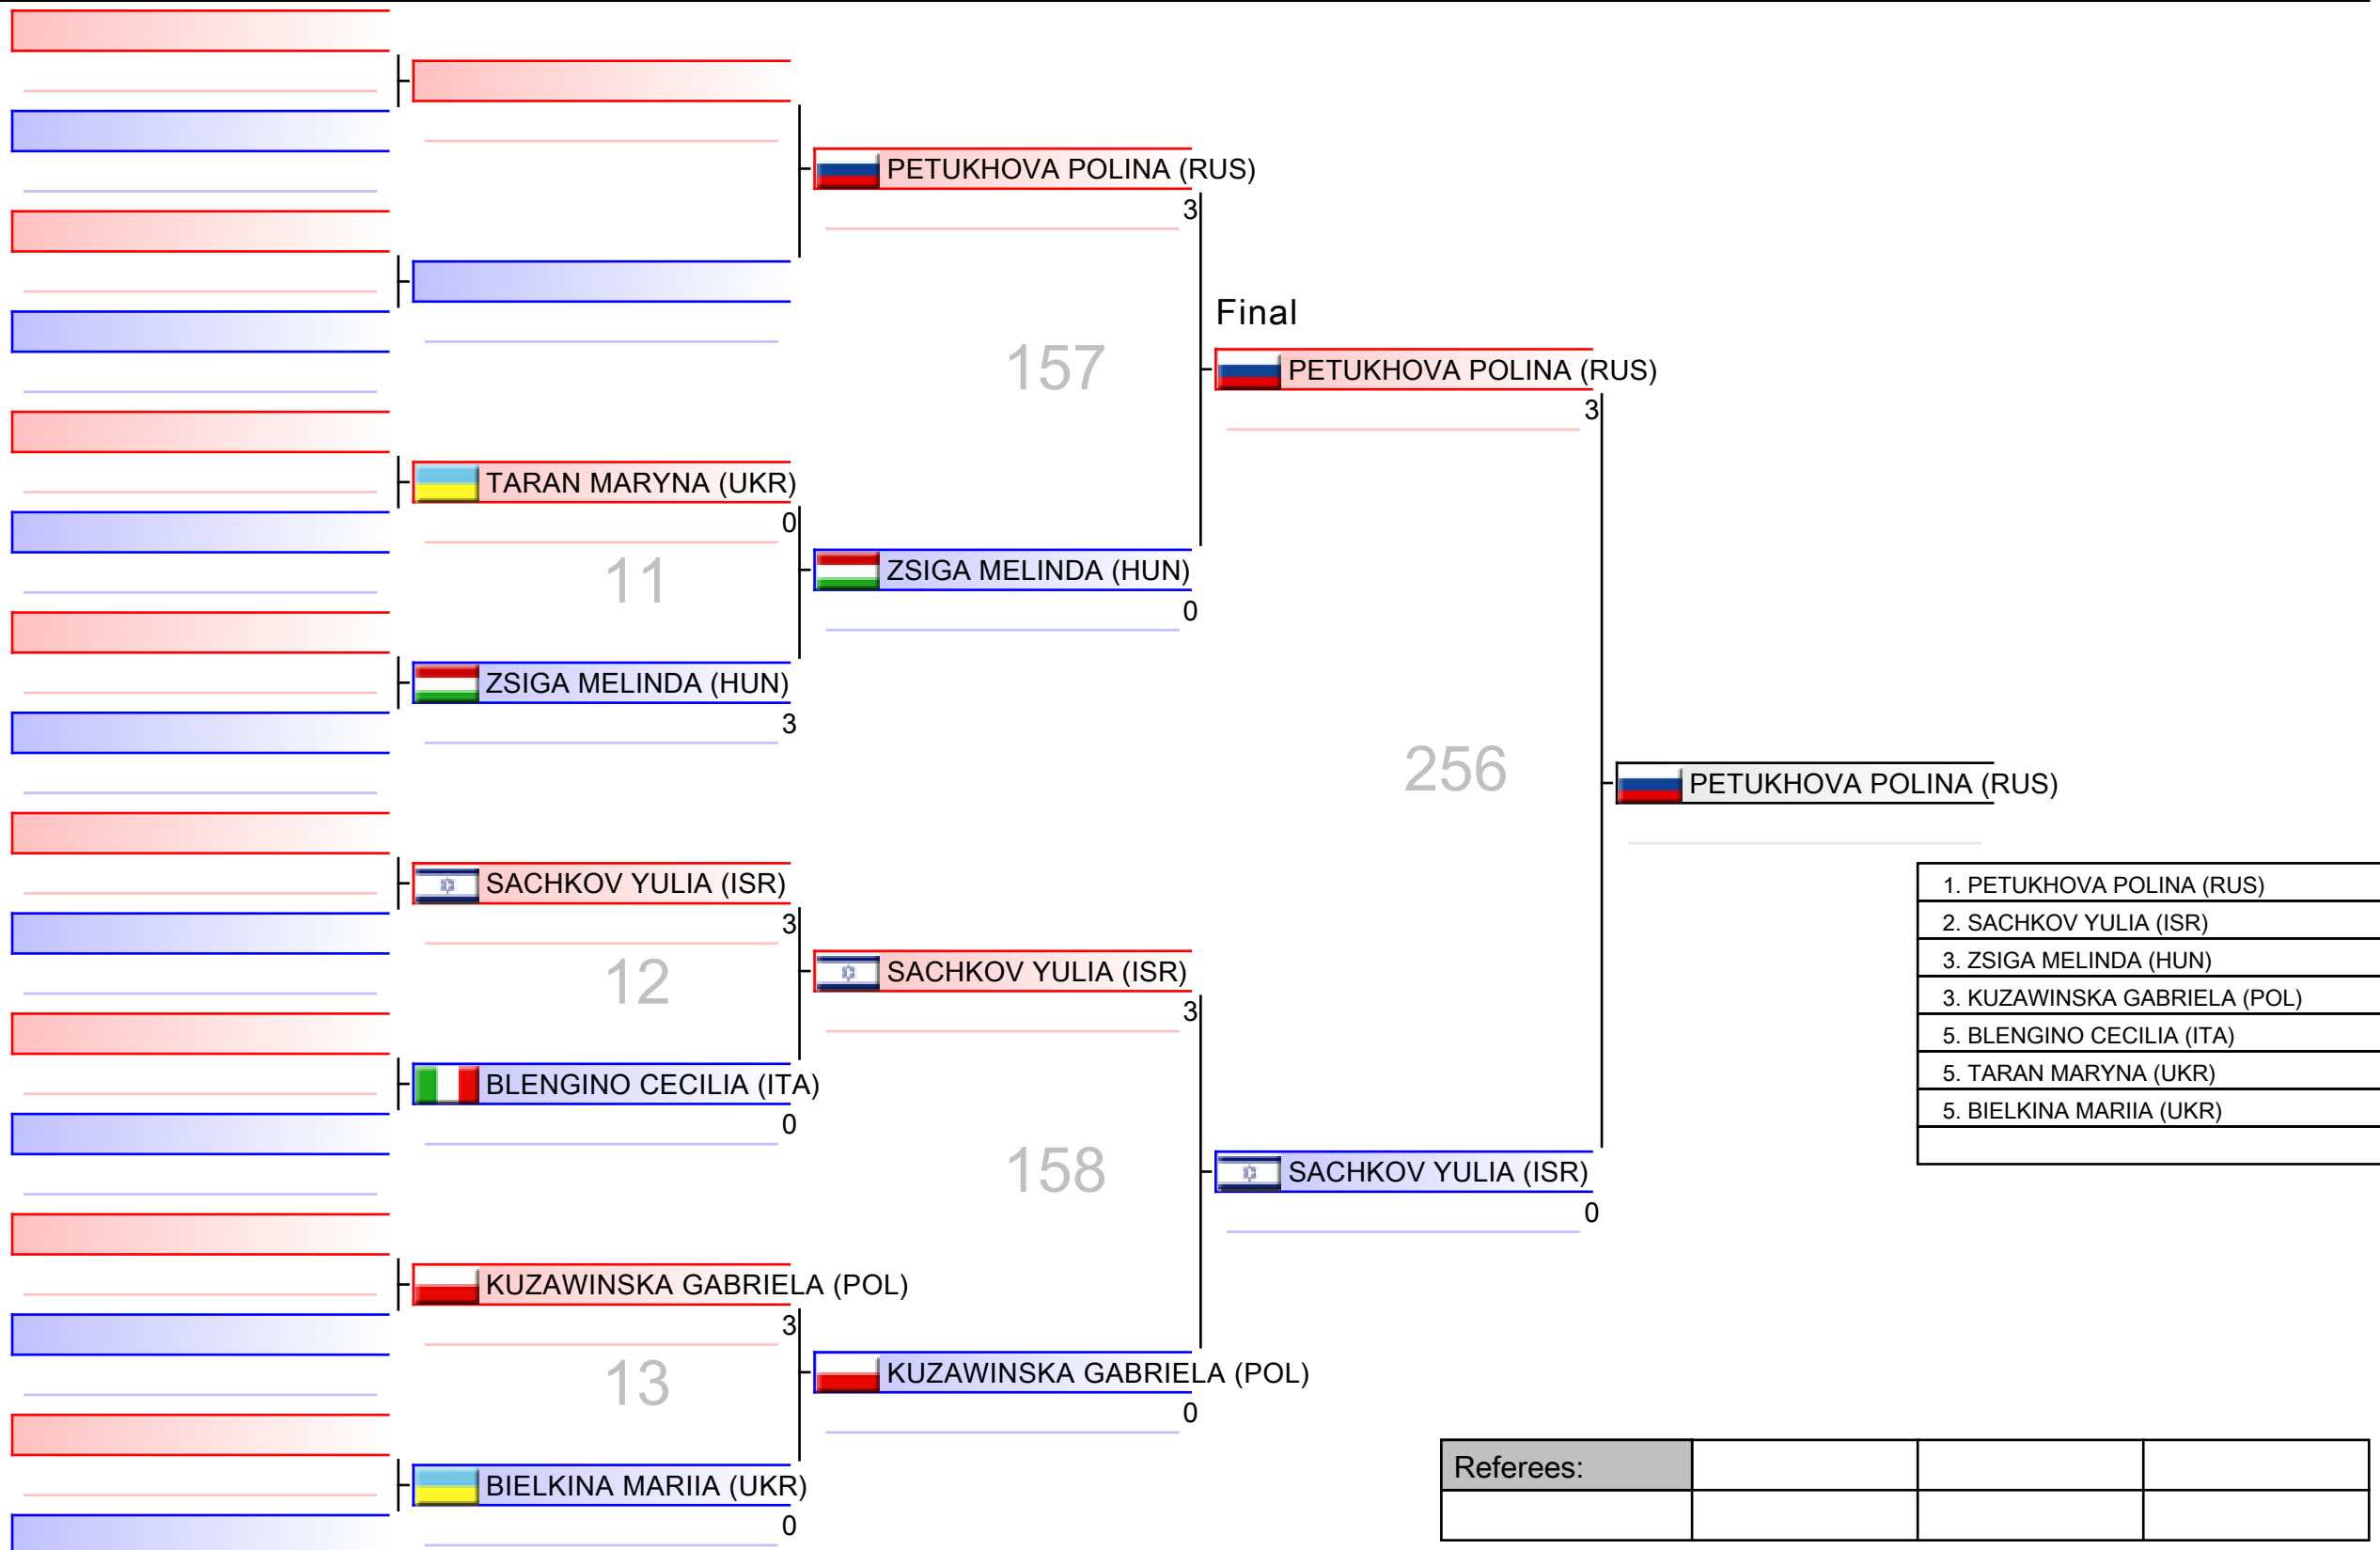 PETUKHOVA POLINA (RUS)
3
Final
157
PETUKHOVA POLINA (RUS)
3
TARAN MARYNA (UKR)
0
11
ZSIGA MELINDA (HUN)
0
ZSIGA MELINDA (HUN)
3
256
PETUKHOVA POLINA (RUS)
SACHKOV YULIA (ISR)
3
12
SACHKOV YULIA (ISR)
3
BLENGINO CECILIA (ITA)
0
158
SACHKOV YULIA (ISR)
0
KUZAWINSKA GABRIELA (POL)
3
13
KUZAWINSKA GABRIELA (POL)
0
BIELKINA MARIIA (UKR)
0
1. PETUKHOVA POLINA (RUS)
2. SACHKOV YULIA (ISR)
3. ZSIGA MELINDA (HUN)
3. KUZAWINSKA GABRIELA (POL)
5. BLENGINO CECILIA (ITA)
5. TARAN MARYNA (UKR)
5. BIELKINA MARIIA (UKR)
Referees: